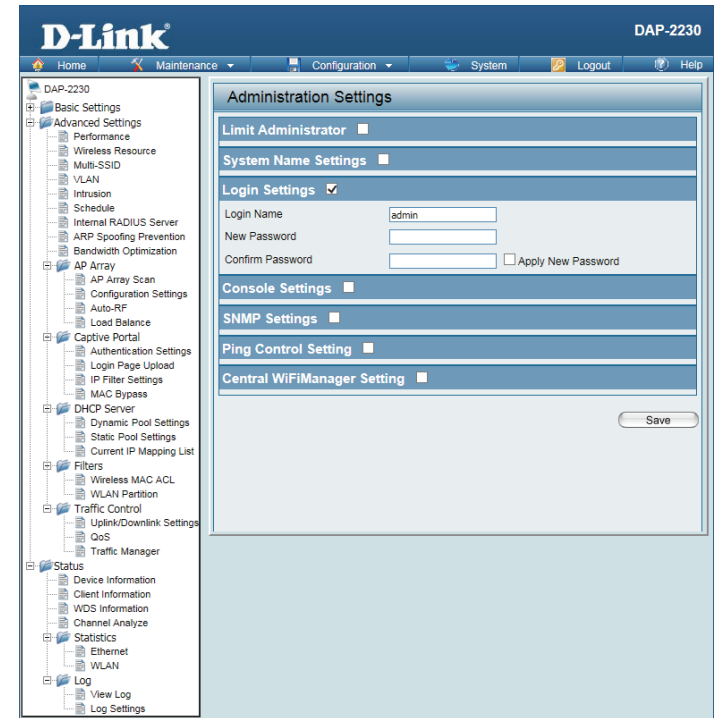 D-Link®
DAP-2230
Home Maintenance Configuration System Logout Help
DAP-2230
Basic Settings
Advanced Settings
Performance
Wireless Resource
Multi-SSID
VLAN
Intrusion
Schedule
Internal RADIUS Server
ARP Spoofing Prevention
Bandwidth Optimization
AP Array
AP Array Scan
Configuration Settings
Auto-RF
Load Balance
Captive Portal
Authentication Settings
Login Page Upload
IP Filter Settings
MAC Bypass
DHCP Server
Dynamic Pool Settings
Static Pool Settings
Current IP Mapping List
Filters
Wireless MAC ACL
WLAN Partition
Traffic Control
Uplink/Downlink Settings
QoS
Traffic Manager
Status
Device Information
Client Information
WDS Information
Channel Analyze
Statistics
Ethernet
WLAN
Log
View Log
Log Settings
Administration Settings
Limit Administrator
System Name Settings
Login Settings
Login Name admin
New Password
Confirm Password Apply New Password
Console Settings
SNMP Settings
Ping Control Setting
Central WiFiManager Setting
Save